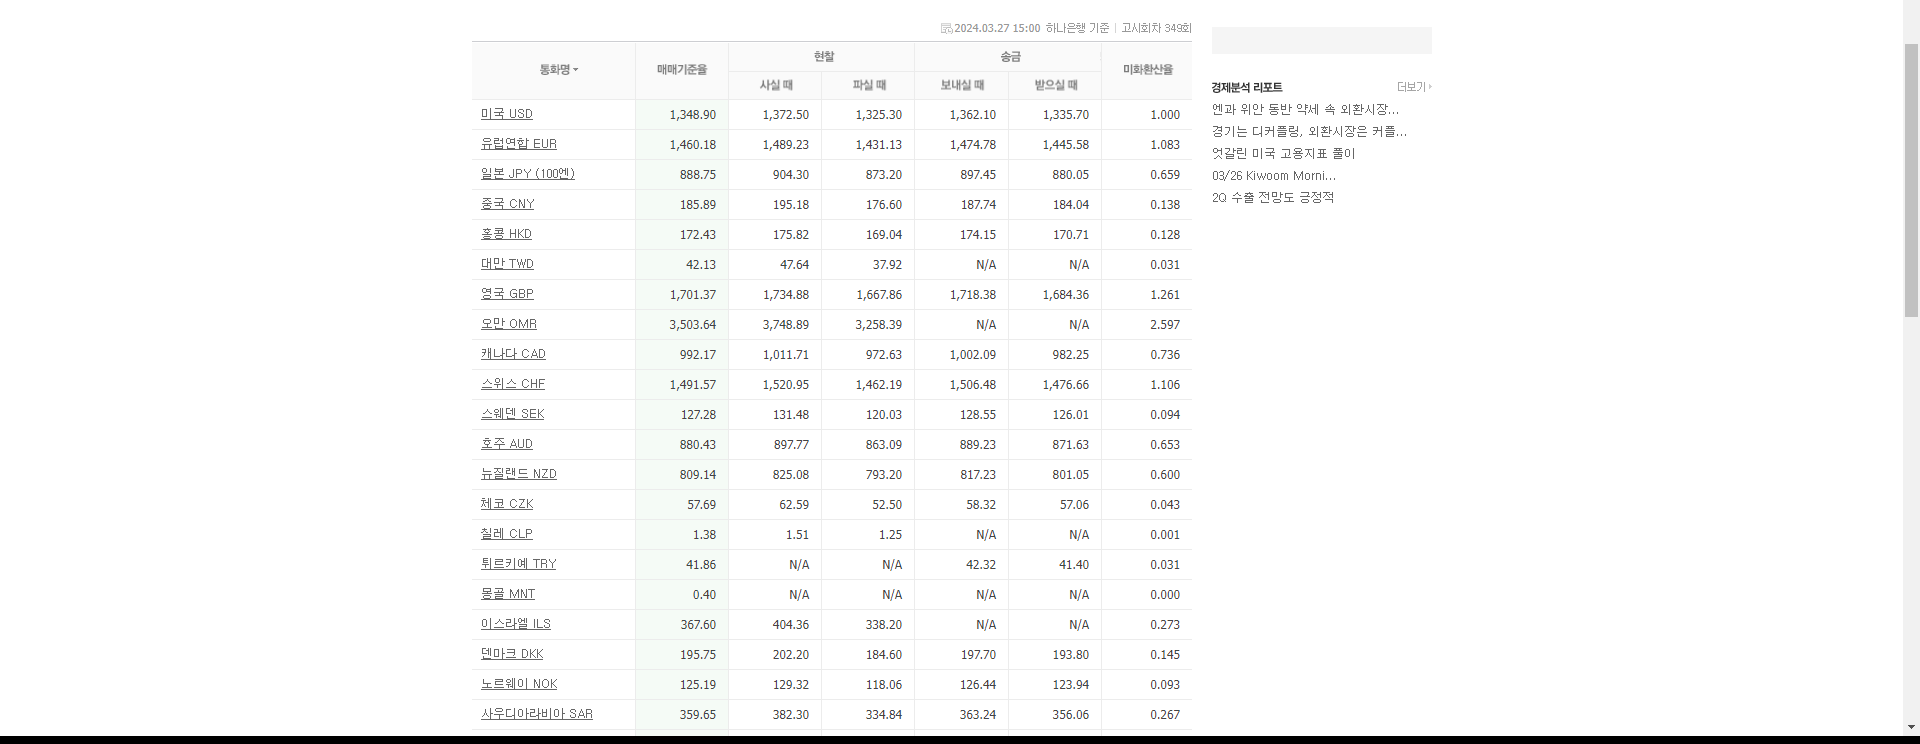 2024.03.27 15:00 하나은행 기준 | 고시회차 349회
통화명 매매기준율 현찰 송금 미화환산율
사실 때 파실 때 보내실 때 받으실 때
미국 USD 1,348.90 1,372.50 1,325.30 1,362.10 1,335.70 1.000
유럽연합 EUR 1,460.18 1,489.23 1,431.13 1,474.78 1,445.58 1.083
일본 JPY (100엔) 888.75 904.30 873.20 897.45 880.05 0.659
중국 CNY 185.89 195.18 176.60 187.74 184.04 0.138
홍콩 HKD 172.43 175.82 169.04 174.15 170.71 0.128
대만 TWD 42.13 47.64 37.92 N/A N/A 0.031
영국 GBP 1,701.37 1,734.88 1,667.86 1,718.38 1,684.36 1.261
오만 OMR 3,503.64 3,748.89 3,258.39 N/A N/A 2.597
캐나다 CAD 992.17 1,011.71 972.63 1,002.09 982.25 0.736
스위스 CHF 1,491.57 1,520.95 1,462.19 1,506.48 1,476.66 1.106
스웨덴 SEK 127.28 131.48 120.03 128.55 126.01 0.094
호주 AUD 880.43 897.77 863.09 889.23 871.63 0.653
뉴질랜드 NZD 809.14 825.08 793.20 817.23 801.05 0.600
체코 CZK 57.69 62.59 52.50 58.32 57.06 0.043
칠레 CLP 1.38 1.51 1.25 N/A N/A 0.001
튀르키예 TRY 41.86 N/A N/A 42.32 41.40 0.031
몽골 MNT 0.40 N/A N/A N/A N/A 0.000
이스라엘 ILS 367.60 404.36 338.20 N/A N/A 0.273
덴마크 DKK 195.75 202.20 184.60 197.70 193.80 0.145
노르웨이 NOK 125.19 129.32 118.06 126.44 123.94 0.093
사우디아라비아 SAR 359.65 382.30 334.84 363.24 356.06 0.267
경제분석 리포트 더보기
엔과 위안 동반 약세 속 외환시장...
경기는 디커플링, 외환시장은 커플...
엇갈린 미국 고용지표 풀이
03/26 Kiwoom Morni...
2Q 수출 전망도 긍정적